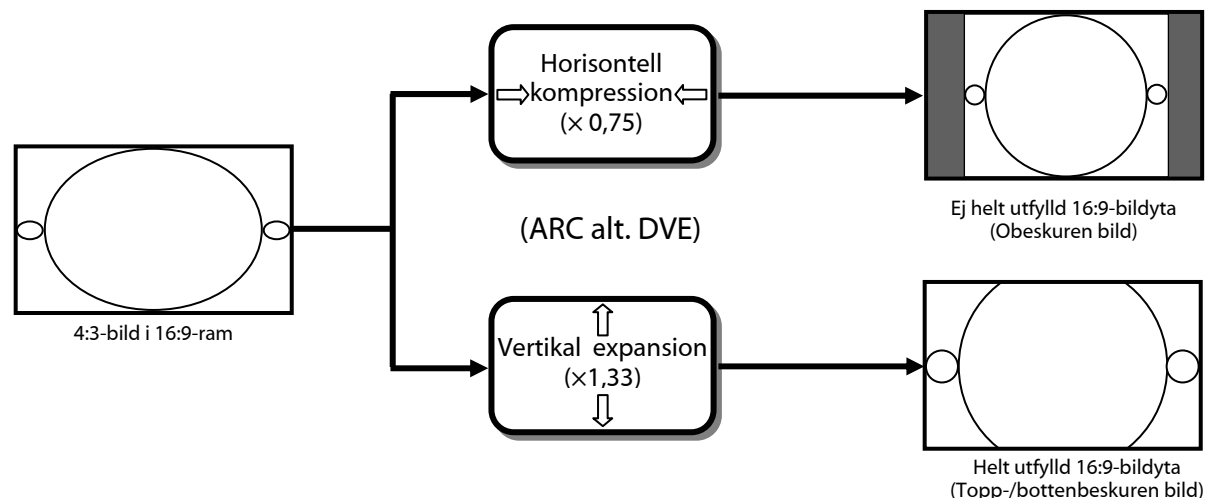 Horisontell
kompression
(× 0,75)
Ej helt utfylld 16:9-bildyta
(Obeskuren bild)
(ARC alt. DVE)
4:3-bild i 16:9-ram
Vertikal expansion
(×1,33)
Helt utfylld 16:9-bildyta
(Topp-/bottenbeskuren bild)